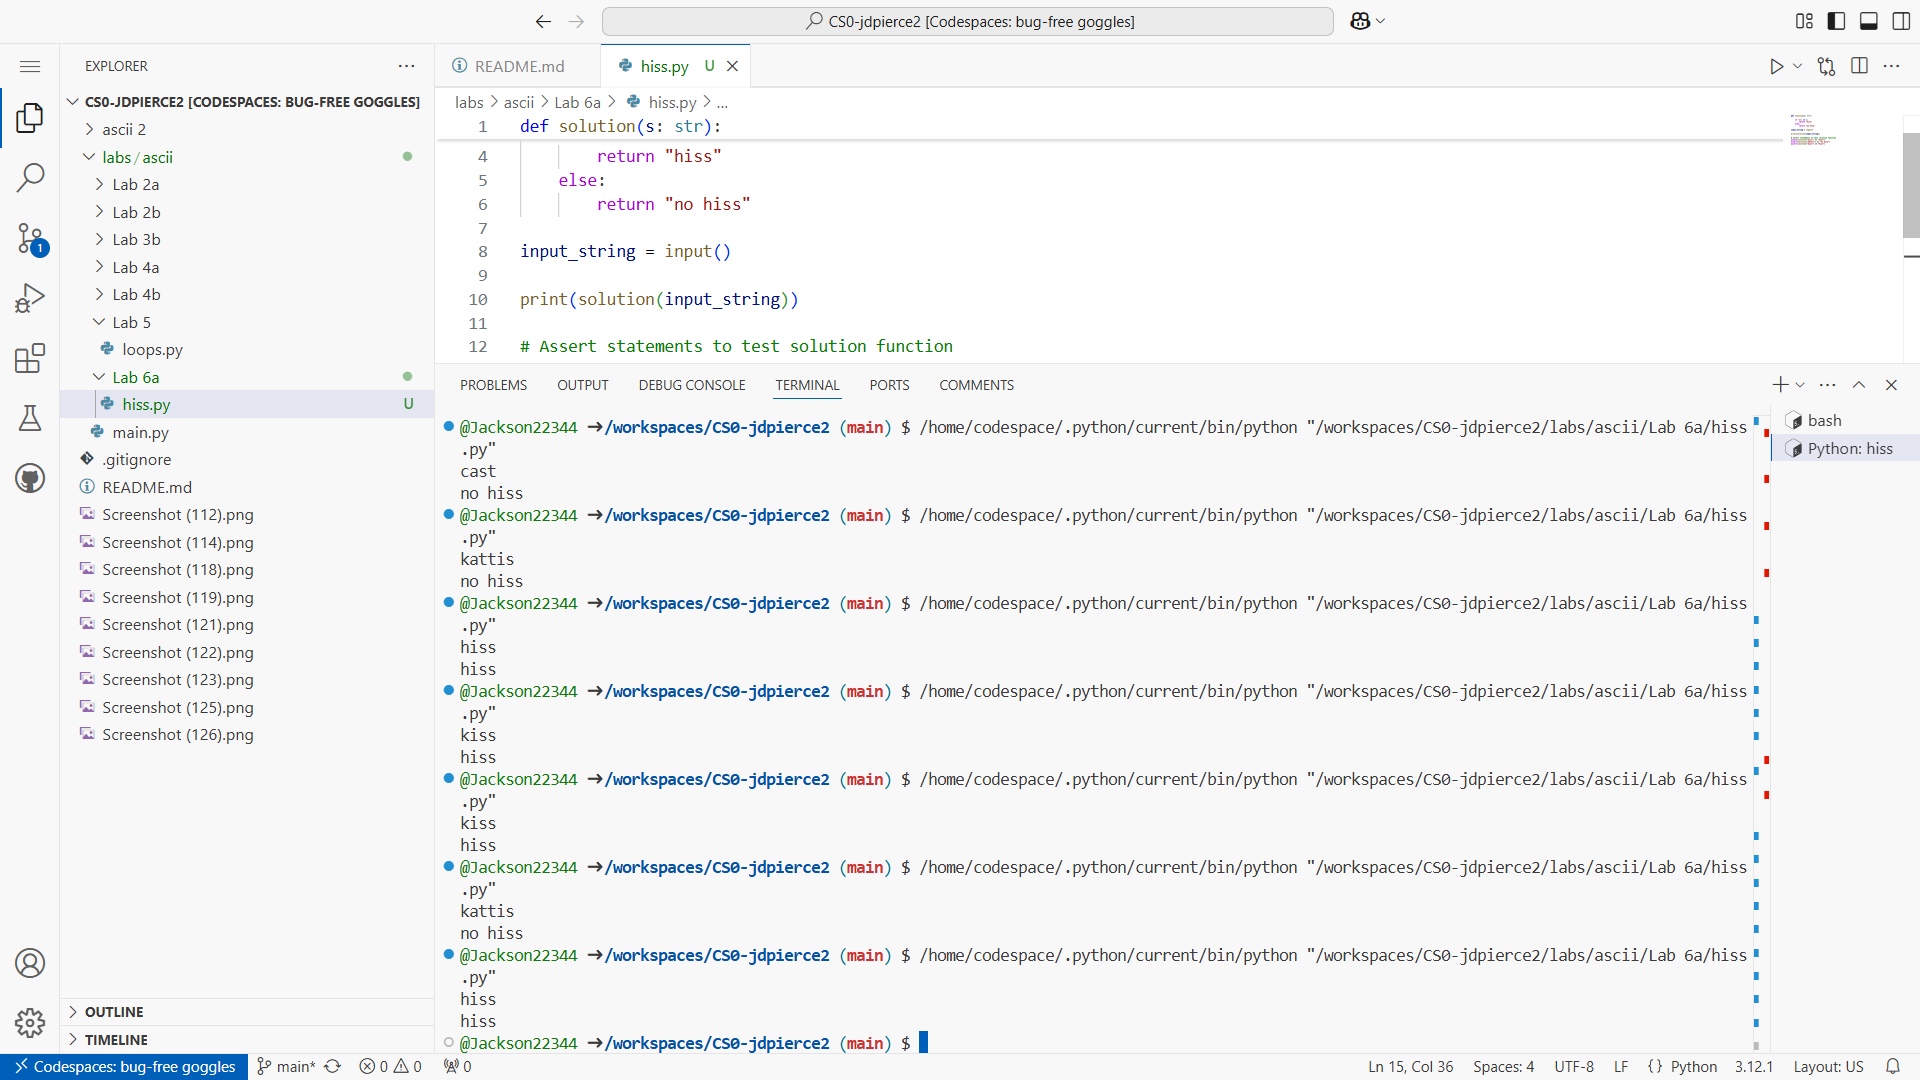 CS0-jdpierce2 [Codespaces: bug-free goggles]
EXPLORER
CS0-JDPIERCE2 [CODESPACES: BUG-FREE GOGGLES]
ascii 2
labs / ascii
Lab 2a
Lab 2b
Lab 3b
Lab 4a
Lab 4b
Lab 5
loops.py
Lab 6a
hiss.py U
main.py
.gitignore
README.md
Screenshot (112).png
Screenshot (114).png
Screenshot (118).png
Screenshot (119).png
Screenshot (121).png
Screenshot (122).png
Screenshot (123).png
Screenshot (125).png
Screenshot (126).png
OUTLINE
TIMELINE
1
README.md
hiss.py U
labs > ascii > Lab 6a > hiss.py > ...
1 def solution(s: str):
4 return "hiss"
5 else:
6 return "no hiss"
7
8 input_string = input()
9
10 print(solution(input_string))
11
12 # Assert statements to test solution function
PROBLEMS OUTPUT DEBUG CONSOLE TERMINAL PORTS COMMENTS
@Jackson22344 ➜/workspaces/CS0-jdpierce2 (main) $ /home/codespace/.python/current/bin/python "/workspaces/CS0-jdpierce2/labs/ascii/Lab 6a/hiss
.py"
cast
no hiss
@Jackson22344 ➜/workspaces/CS0-jdpierce2 (main) $ /home/codespace/.python/current/bin/python "/workspaces/CS0-jdpierce2/labs/ascii/Lab 6a/hiss
.py"
kattis
no hiss
@Jackson22344 ➜/workspaces/CS0-jdpierce2 (main) $ /home/codespace/.python/current/bin/python "/workspaces/CS0-jdpierce2/labs/ascii/Lab 6a/hiss
.py"
hiss
hiss
@Jackson22344 ➜/workspaces/CS0-jdpierce2 (main) $ /home/codespace/.python/current/bin/python "/workspaces/CS0-jdpierce2/labs/ascii/Lab 6a/hiss
.py"
kiss
hiss
@Jackson22344 ➜/workspaces/CS0-jdpierce2 (main) $ /home/codespace/.python/current/bin/python "/workspaces/CS0-jdpierce2/labs/ascii/Lab 6a/hiss
.py"
kiss
hiss
@Jackson22344 ➜/workspaces/CS0-jdpierce2 (main) $ /home/codespace/.python/current/bin/python "/workspaces/CS0-jdpierce2/labs/ascii/Lab 6a/hiss
.py"
kattis
no hiss
@Jackson22344 ➜/workspaces/CS0-jdpierce2 (main) $ /home/codespace/.python/current/bin/python "/workspaces/CS0-jdpierce2/labs/ascii/Lab 6a/hiss
.py"
hiss
hiss
@Jackson22344 ➜/workspaces/CS0-jdpierce2 (main) $
bash
Python: hiss
Codespaces: bug-free goggles main* 0 0 0 Ln 15, Col 36 Spaces: 4 UTF-8 LF {} Python 3.12.1 Layout: US